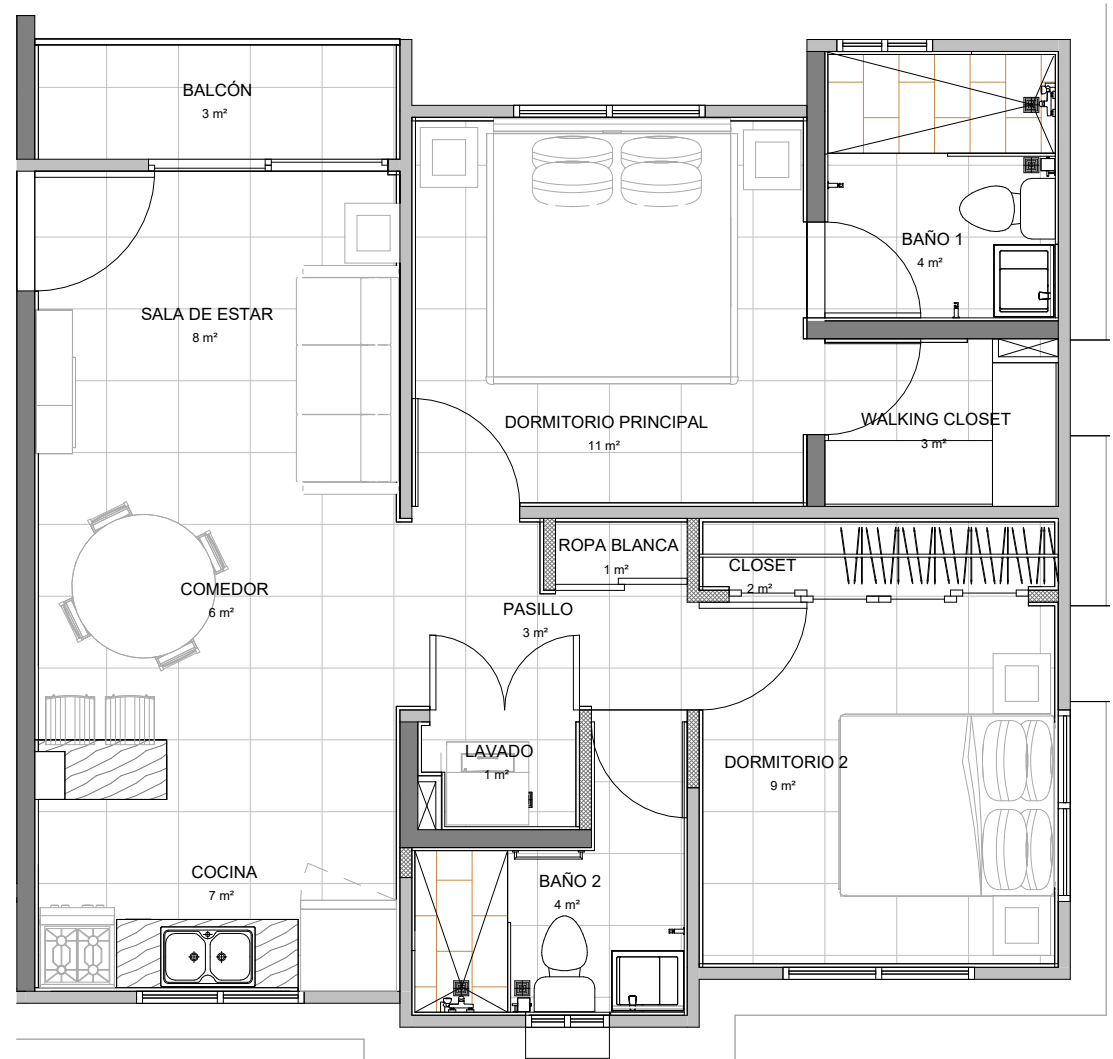 BALCÓN
3 m²
BAÑO 1
4 m²
SALA DE ESTAR
8 m²
DORMITORIO PRINCIPAL
11 m²
WALKING CLOSET
3 m²
ROPA BLANCA
1 m²
CLOSET
2 m²
COMEDOR
6 m²
PASILLO
3 m²
LAVADO
1 m²
DORMITORIO 2
9 m²
COCINA
7 m²
BAÑO 2
4 m²